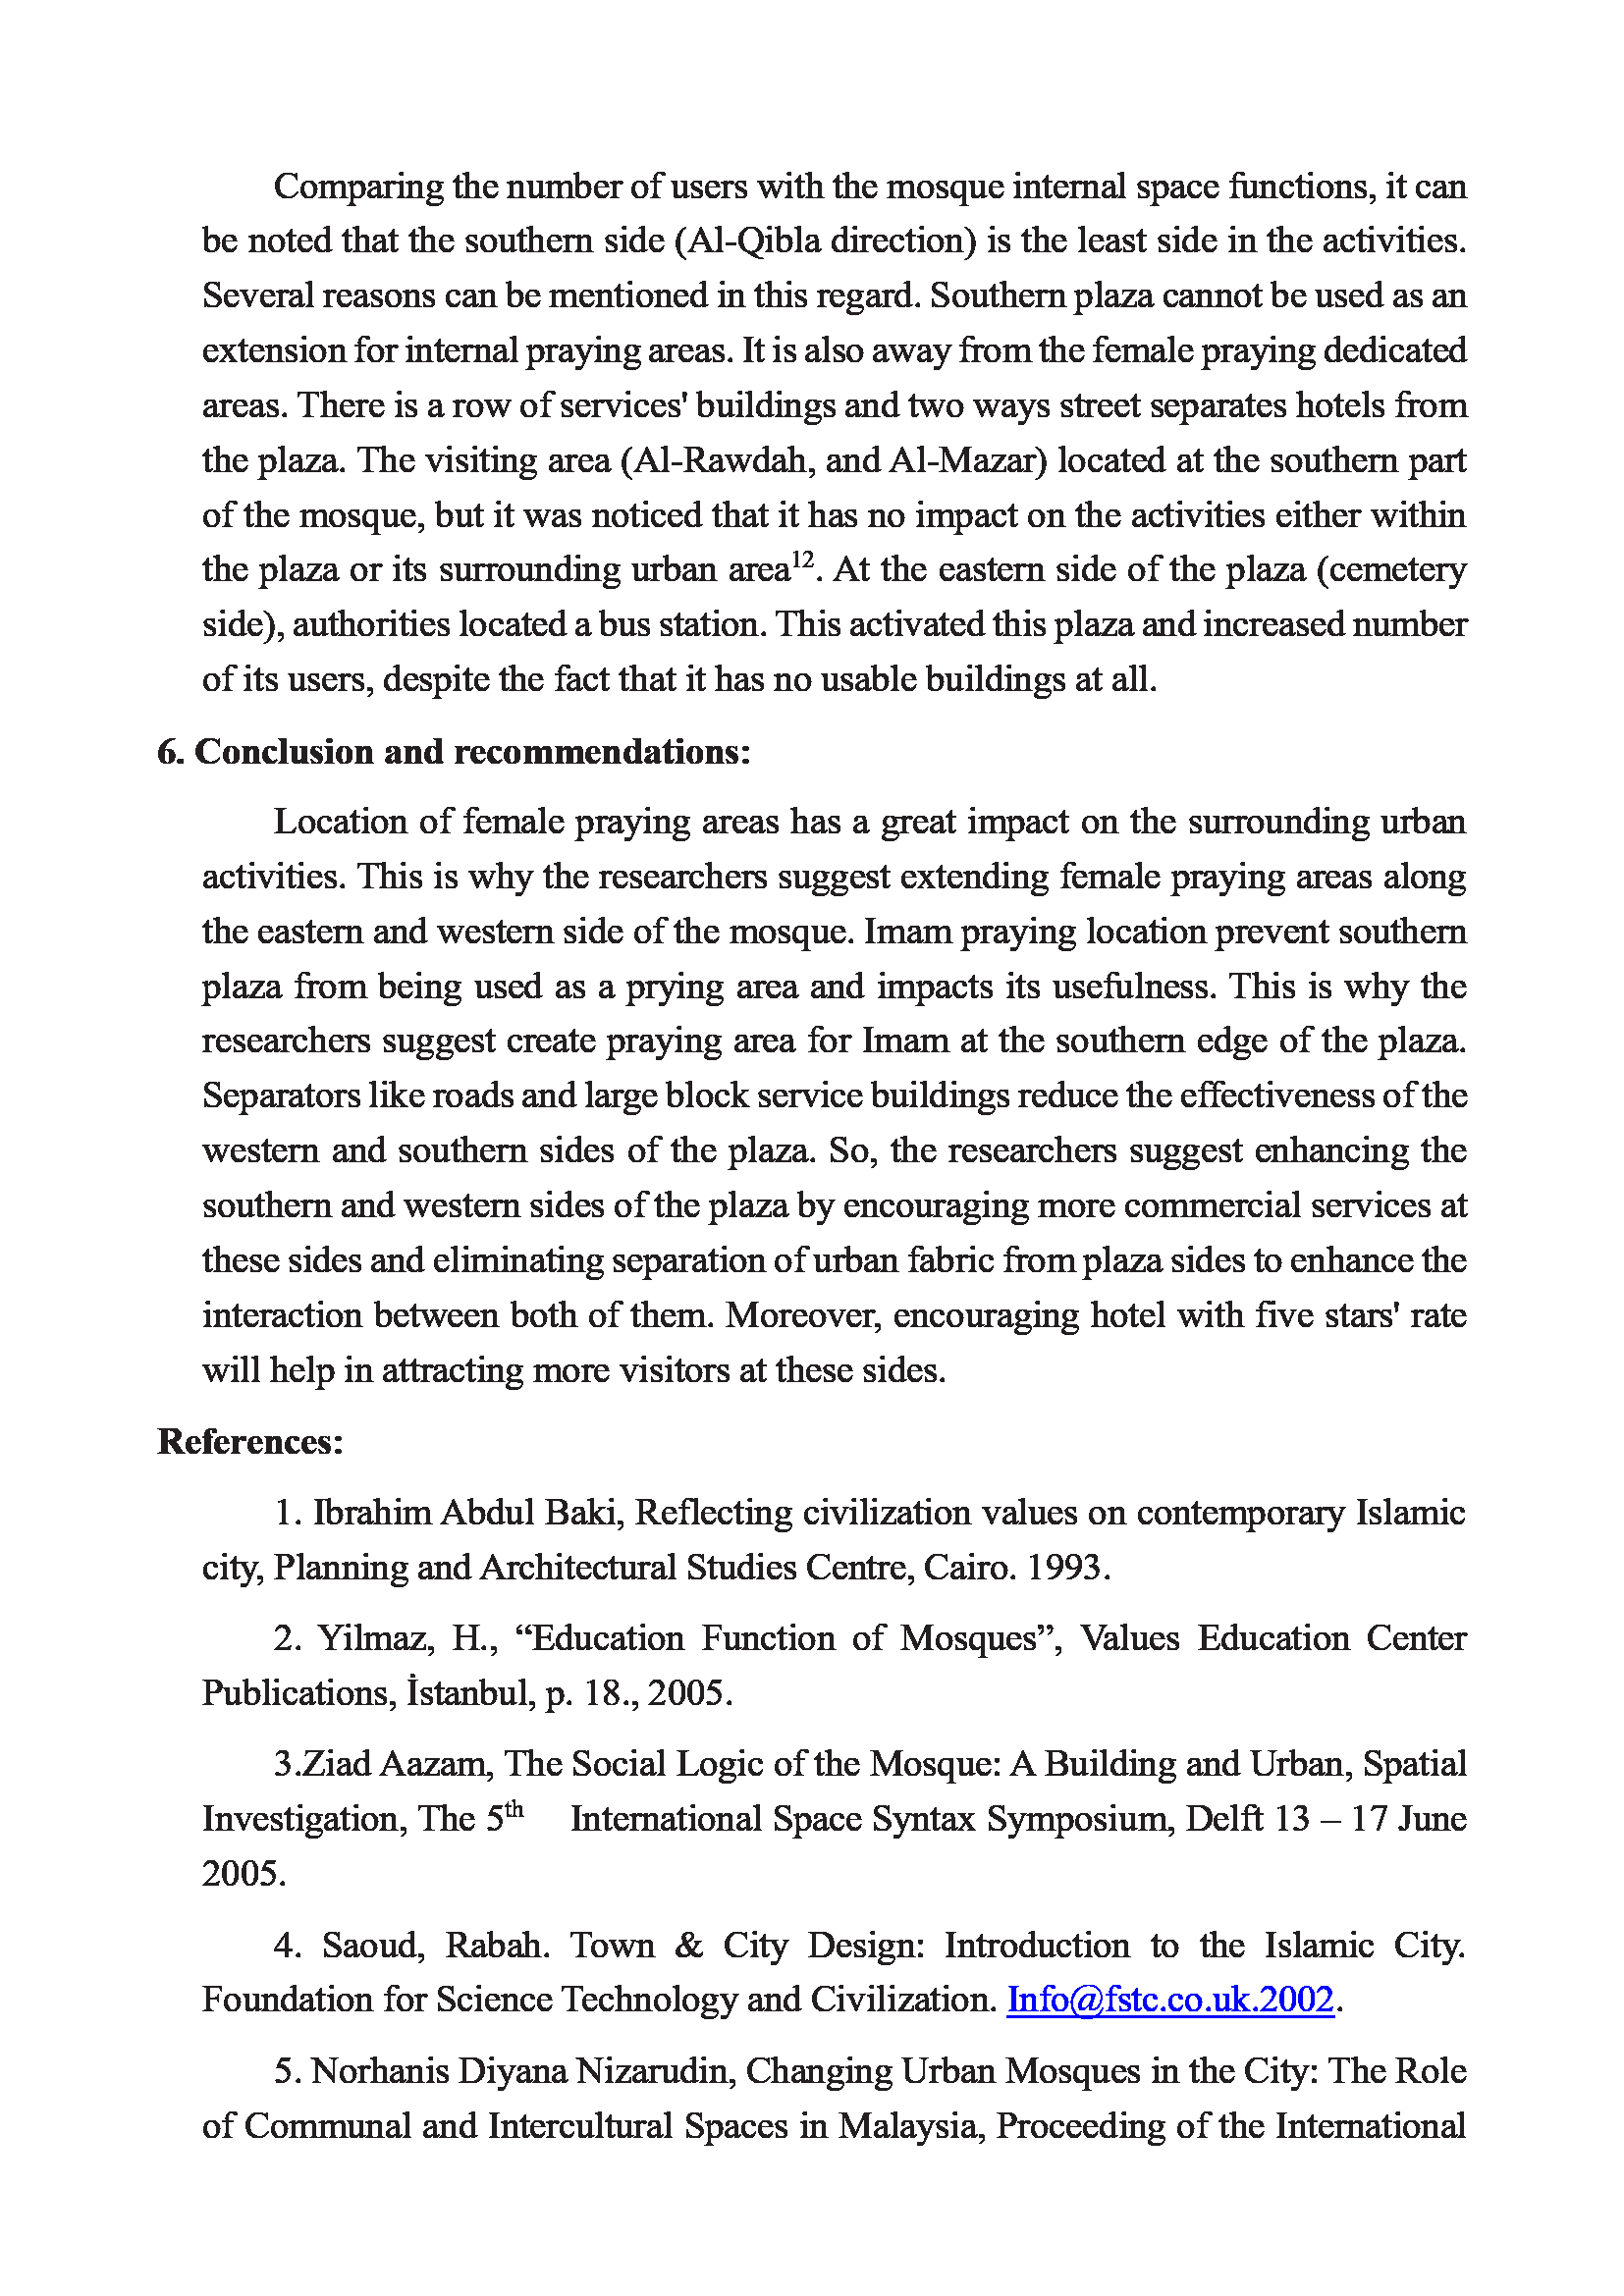 Comparing the number of users with the mosque internal space functions, it can
be noted that the southern side (Al-Qibla direction) is the least side in the activities.
Several reasons can be mentioned in this regard. Southern plaza cannot be used as an
extension for internal praying areas. It is also away from the female praying dedicated
areas. There is a row of services' buildings and two ways street separates hotels from
the plaza. The visiting area (Al-Rawdah, and Al-Mazar) located at the southern part
of the mosque, but it was noticed that it has no impact on the activities either within
the plaza or its surrounding urban area12. At the eastern side of the plaza (cemetery
side), authorities located a bus station. This activated this plaza and increased number
of its users, despite the fact that it has no usable buildings at all.
6. Conclusion and recommendations:
Location of female praying areas has a great impact on the surrounding urban
activities. This is why the researchers suggest extending female praying areas along
the eastern and western side of the mosque. Imam praying location prevent southern
plaza from being used as a prying area and impacts its usefulness. This is why the
researchers suggest create praying area for Imam at the southern edge of the plaza.
Separators like roads and large block service buildings reduce the effectiveness of the
western and southern sides of the plaza. So, the researchers suggest enhancing the
southern and western sides of the plaza by encouraging more commercial services at
these sides and eliminating separation of urban fabric from plaza sides to enhance the
interaction between both of them. Moreover, encouraging hotel with five stars' rate
will help in attracting more visitors at these sides.
References:
1. Ibrahim Abdul Baki, Reflecting civilization values on contemporary Islamic
city, Planning and Architectural Studies Centre, Cairo. 1993.
2. Yilmaz, H., “Education Function of Mosques”, Values Education Center
Publications, İstanbul, p. 18., 2005.
3.Ziad Aazam, The Social Logic of the Mosque: A Building and Urban, Spatial
Investigation, The 5th International Space Syntax Symposium, Delft 13 – 17 June
2005.
4. Saoud, Rabah. Town & City Design: Introduction to the Islamic City.
Foundation for Science Technology and Civilization. Info@fstc.co.uk.2002.
5. Norhanis Diyana Nizarudin, Changing Urban Mosques in the City: The Role
of Communal and Intercultural Spaces in Malaysia, Proceeding of the International